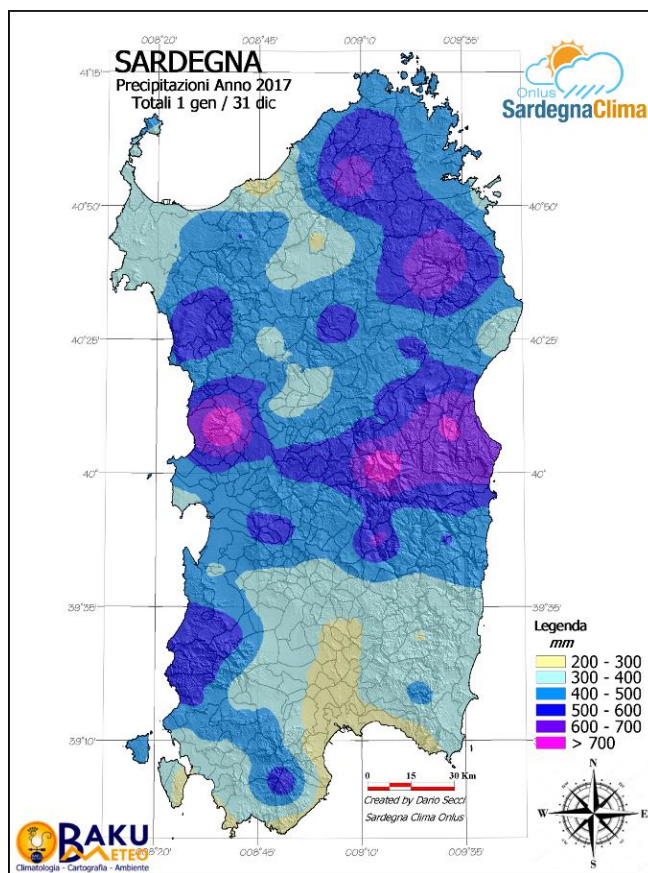 008°20' 008°45' 009°10' 009°35'
41°15'
SARDEGNA
Precipitazioni Anno 2017
Totali 1 gen / 31 dic
Onlus
SardegnaClima
40°50' 40°50'
40°25' 40°25'
40° 40°
39°35' 39°35'
Legenda
mm
200 - 300
300 - 400
400 - 500
500 - 600
600 - 700
> 700
39°10' 39°10'
0 15 30 Km
Created by Dario Secci
Sardegna Clima Onlus
N
W E
S
BAKU
METEO
Climatologia - Cartografia - Ambiente
008°20' 008°45' 009°10' 009°35'